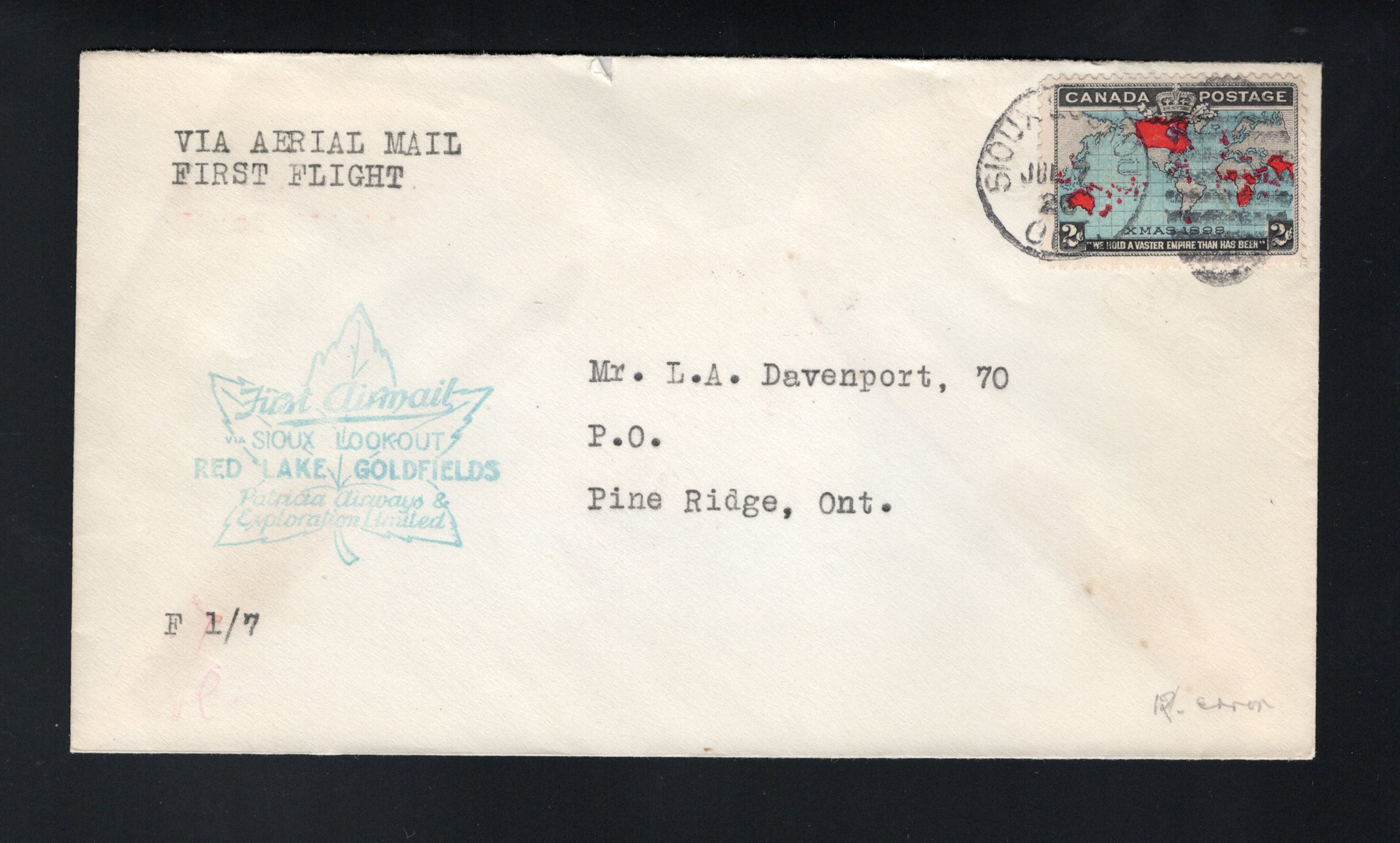 VIA AERIAL MAIL
FIRST FLIGHT
CANADA POSTAGE
XMAS 1898
2¢ 2¢
"WE HOLD A VASTER EMPIRE THAN HAS BEEN"
SIOUX
First Airmail
VIA SIOUX LOOKOUT
RED LAKE GOLDFIELDS
Patricia Airways &
Exploration Limited
Mr. L.A. Davenport, 70
P.O.
Pine Ridge, Ont.
F 1/7
error